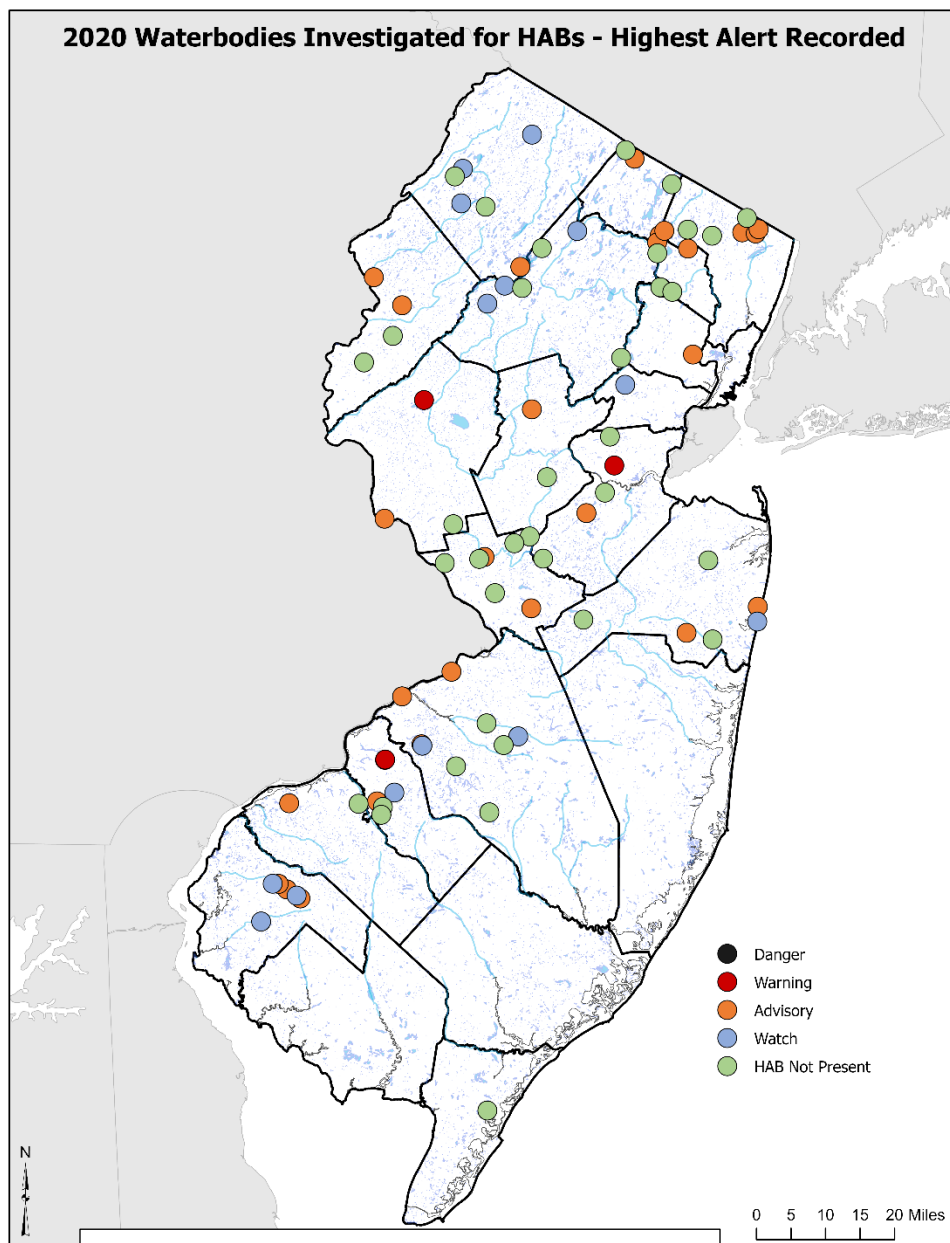 2020 Waterbodies Investigated for HABs - Highest Alert Recorded
Danger
Warning
Advisory
Watch
HAB Not Present
N
0 5 10 15 20 Miles